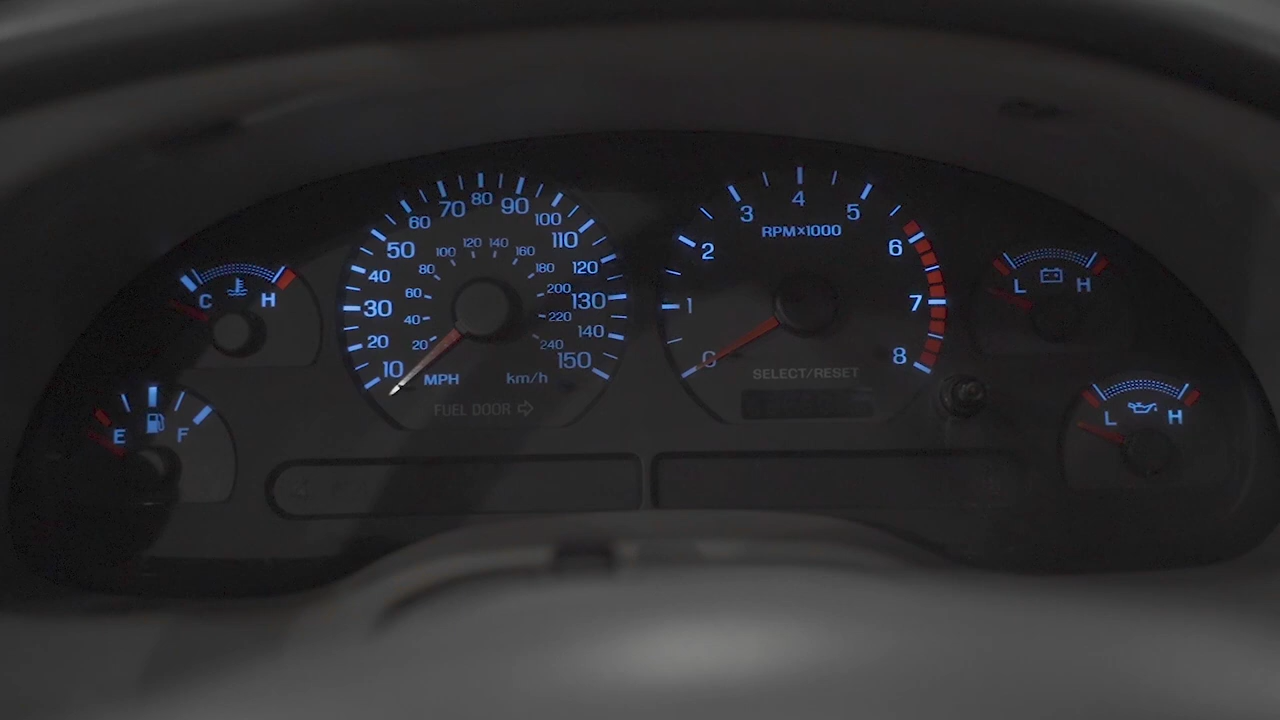 C H
E F
10 20 30 40 50 60 70 80 90 100 110 120 130 140 150
20 40 60 80 100 120 140 160 180 200 220 240
MPH km/h
FUEL DOOR
0 1 2 3 4 5 6 7 8
RPM×1000
SELECT/RESET
L H
L H